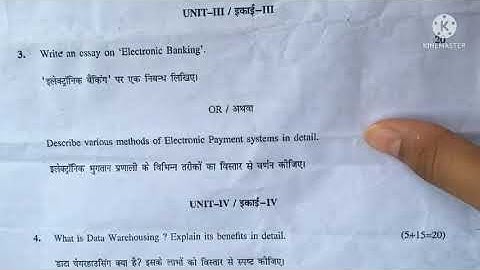 UNIT–III / इकाई–III
20
KINEMASTER
3. Write an essay on 'Electronic Banking'.
'इलेक्ट्रॉनिक बैंकिंग' पर एक निबन्ध लिखिए।
OR / अथवा
Describe various methods of Electronic Payment systems in detail.
इलेक्ट्रॉनिक भुगतान प्रणाली के विभिन्न तरीकों का विस्तार से वर्णन कीजिए।
UNIT–IV / इकाई–IV
4. What is Data Warehousing ? Explain its benefits in detail. (5+15=20)
डाटा वेयरहाउसिंग क्या है? इसके लाभों को विस्तार से स्पष्ट कीजिए।